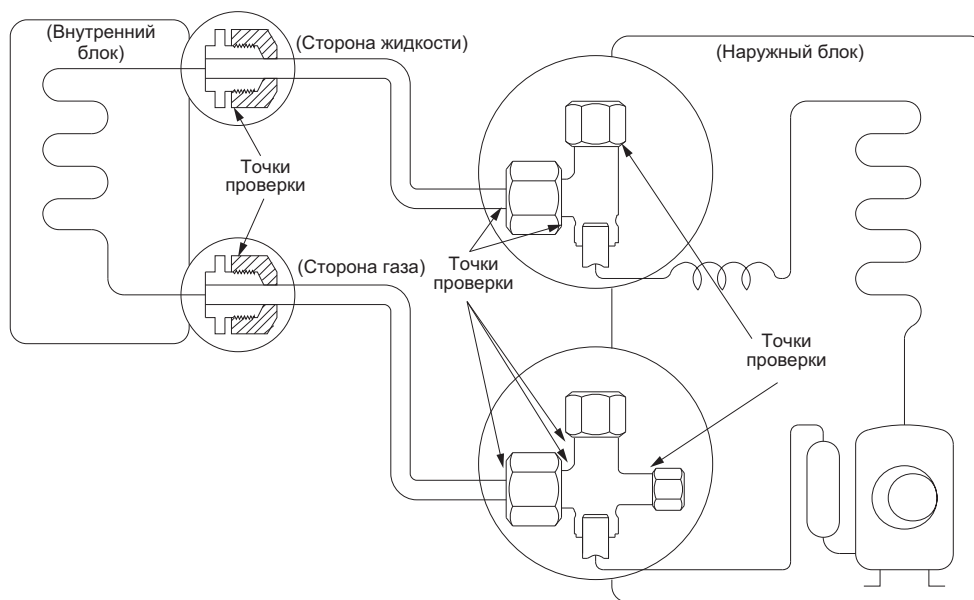 (Внутренний
блок)
(Сторона жидкости)
(Наружный блок)
Точки
проверки
(Сторона газа)
Точки
проверки
Точки
проверки